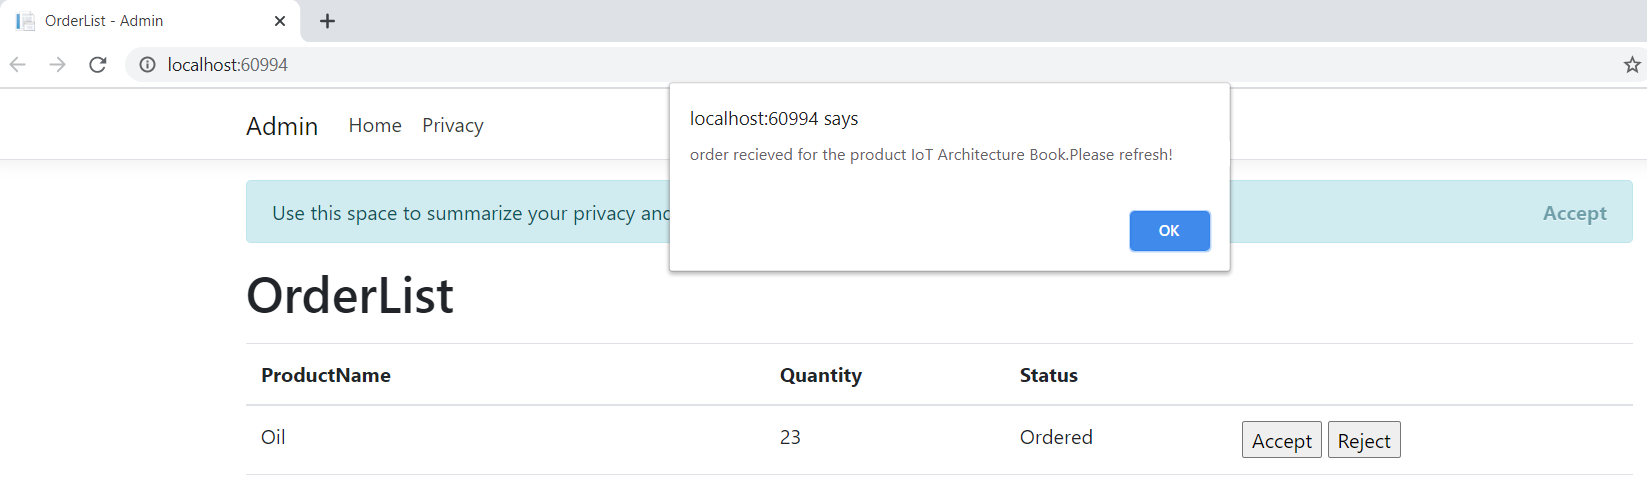 OrderList - Admin
localhost:60994
Admin Home Privacy
localhost:60994 says
order recieved for the product IoT Architecture Book.Please refresh!
OK
Use this space to summarize your privacy and Accept
OrderList
ProductName Quantity Status
Oil 23 Ordered Accept Reject